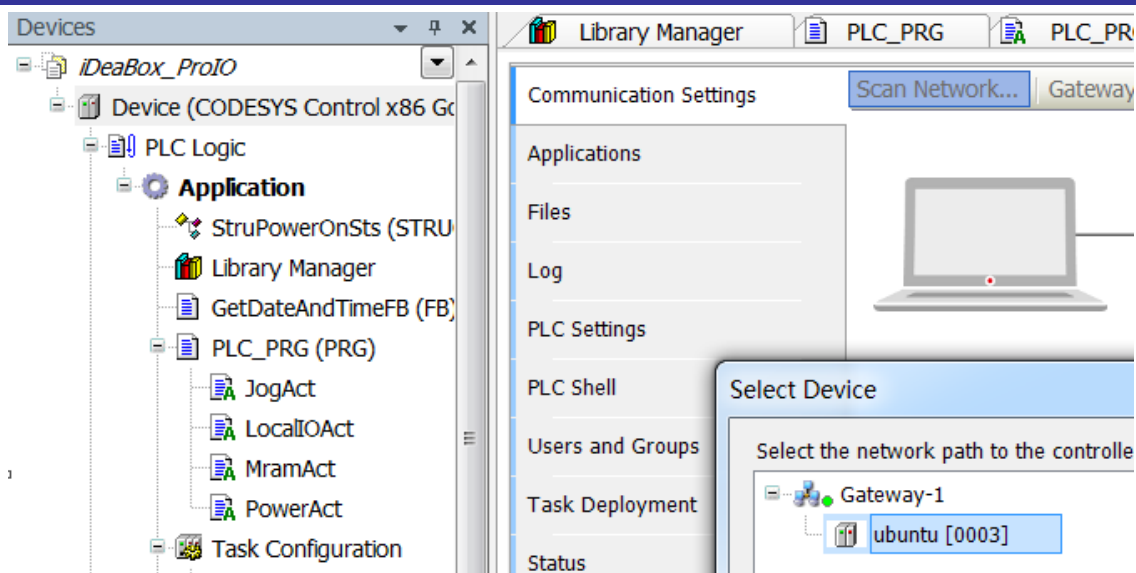 Devices
iDeaBox_ProIO
Device (CODESYS Control x86 Gc
PLC Logic
Application
StruPowerOnSts (STRU
Library Manager
GetDateAndTimeFB (FB)
PLC_PRG (PRG)
JogAct
LocalIOAct
MramAct
PowerAct
Task Configuration
Library Manager
PLC_PRG
PLC_PR
Communication Settings
Applications
Files
Log
PLC Settings
PLC Shell
Users and Groups
Task Deployment
Status
Scan Network...
Gateway
Select Device
Select the network path to the controlle
Gateway-1
ubuntu [0003]